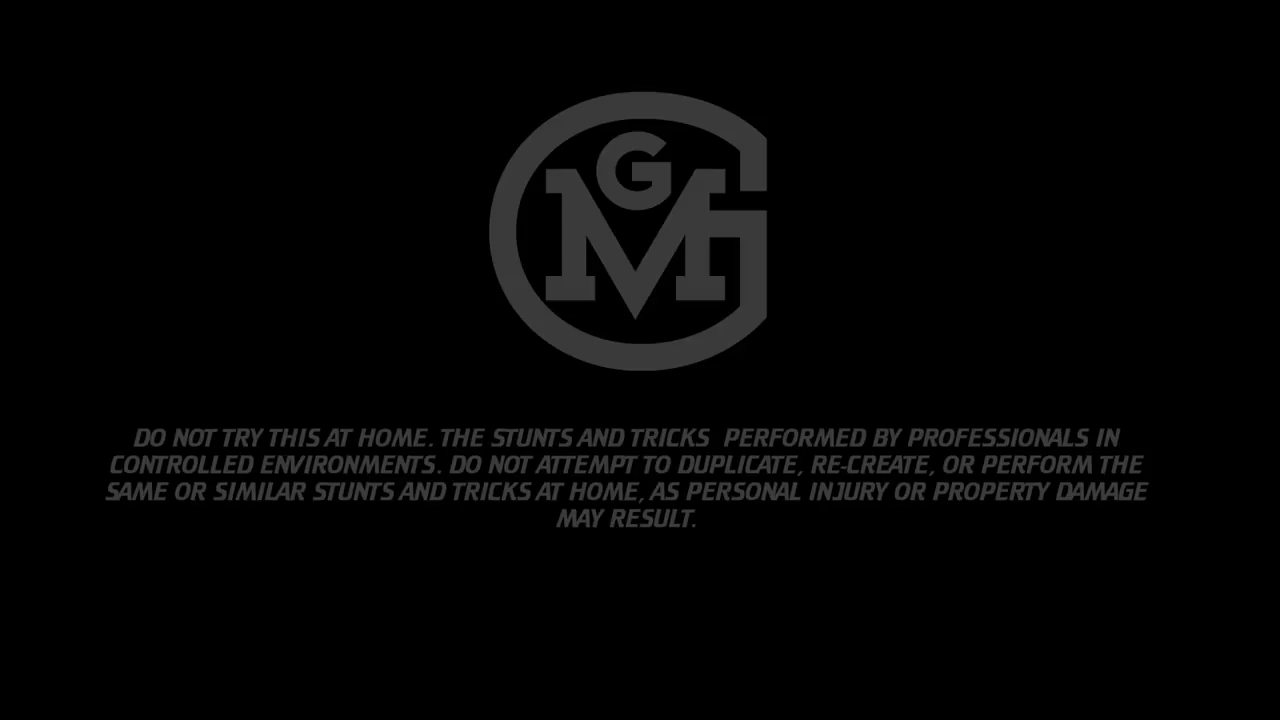 GMG
DO NOT TRY THIS AT HOME. THE STUNTS AND TRICKS  PERFORMED BY PROFESSIONALS IN
CONTROLLED ENVIRONMENTS. DO NOT ATTEMPT TO DUPLICATE, RE-CREATE, OR PERFORM THE
SAME OR SIMILAR STUNTS AND TRICKS AT HOME, AS PERSONAL INJURY OR PROPERTY DAMAGE
MAY RESULT.